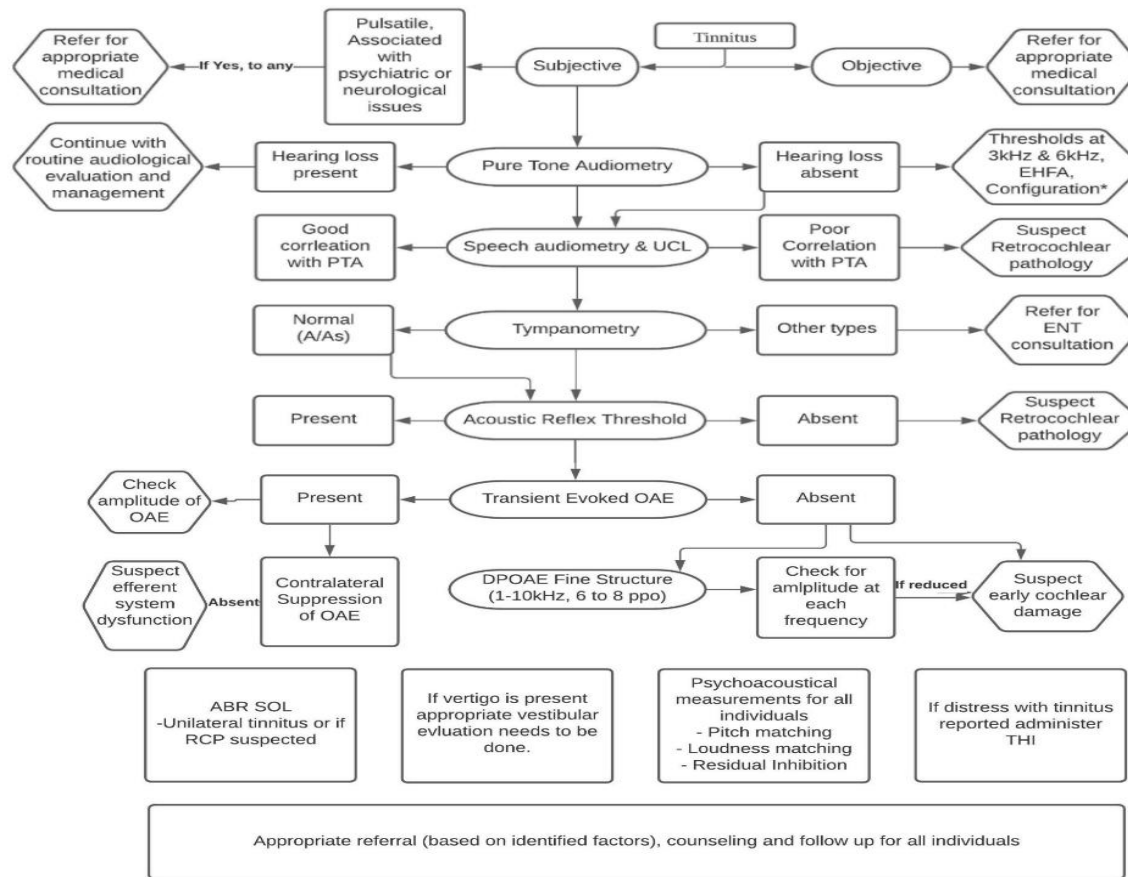 Tinnitus
Refer for
appropriate
medical
consultation
If Yes, to any
Pulsatile,
Associated
with
psychiatric or
neurological
issues
Subjective
Objective
Refer for
appropriate
medical
consultation
Continue with
routine audiological
evaluation and
management
Hearing loss
present
Pure Tone Audiometry
Hearing loss
absent
Thresholds at
3kHz & 6kHz,
EHFA,
Configuration*
Good
corrleation
with PTA
Speech audiometry & UCL
Poor
Correlation
with PTA
Suspect
Retrocochlear
pathology
Normal
(A/As)
Tympanometry
Other types
Refer for
ENT
consultation
Present
Acoustic Reflex Threshold
Absent
Suspect
Retrocochlear
pathology
Check
amplitude of
OAE
Present
Transient Evoked OAE
Absent
Suspect
efferent
system
dysfunction
Absent
Contralateral
Suppression
of OAE
DPOAE Fine Structure
(1-10kHz, 6 to 8 ppo)
Check for
amlplitude at
each
frequency
If reduced
Suspect
early cochlear
damage
ABR SOL
-Unilateral tinnitus or if
RCP suspected
If vertigo is present
appropriate vestibular
evluation needs to be
done.
Psychoacoustical
measurements for all
individuals
- Pitch matching
- Loudness matching
- Residual Inhibition
If distress with tinnitus
reported administer
THI
Appropriate referral (based on identified factors), counseling and follow up for all individuals